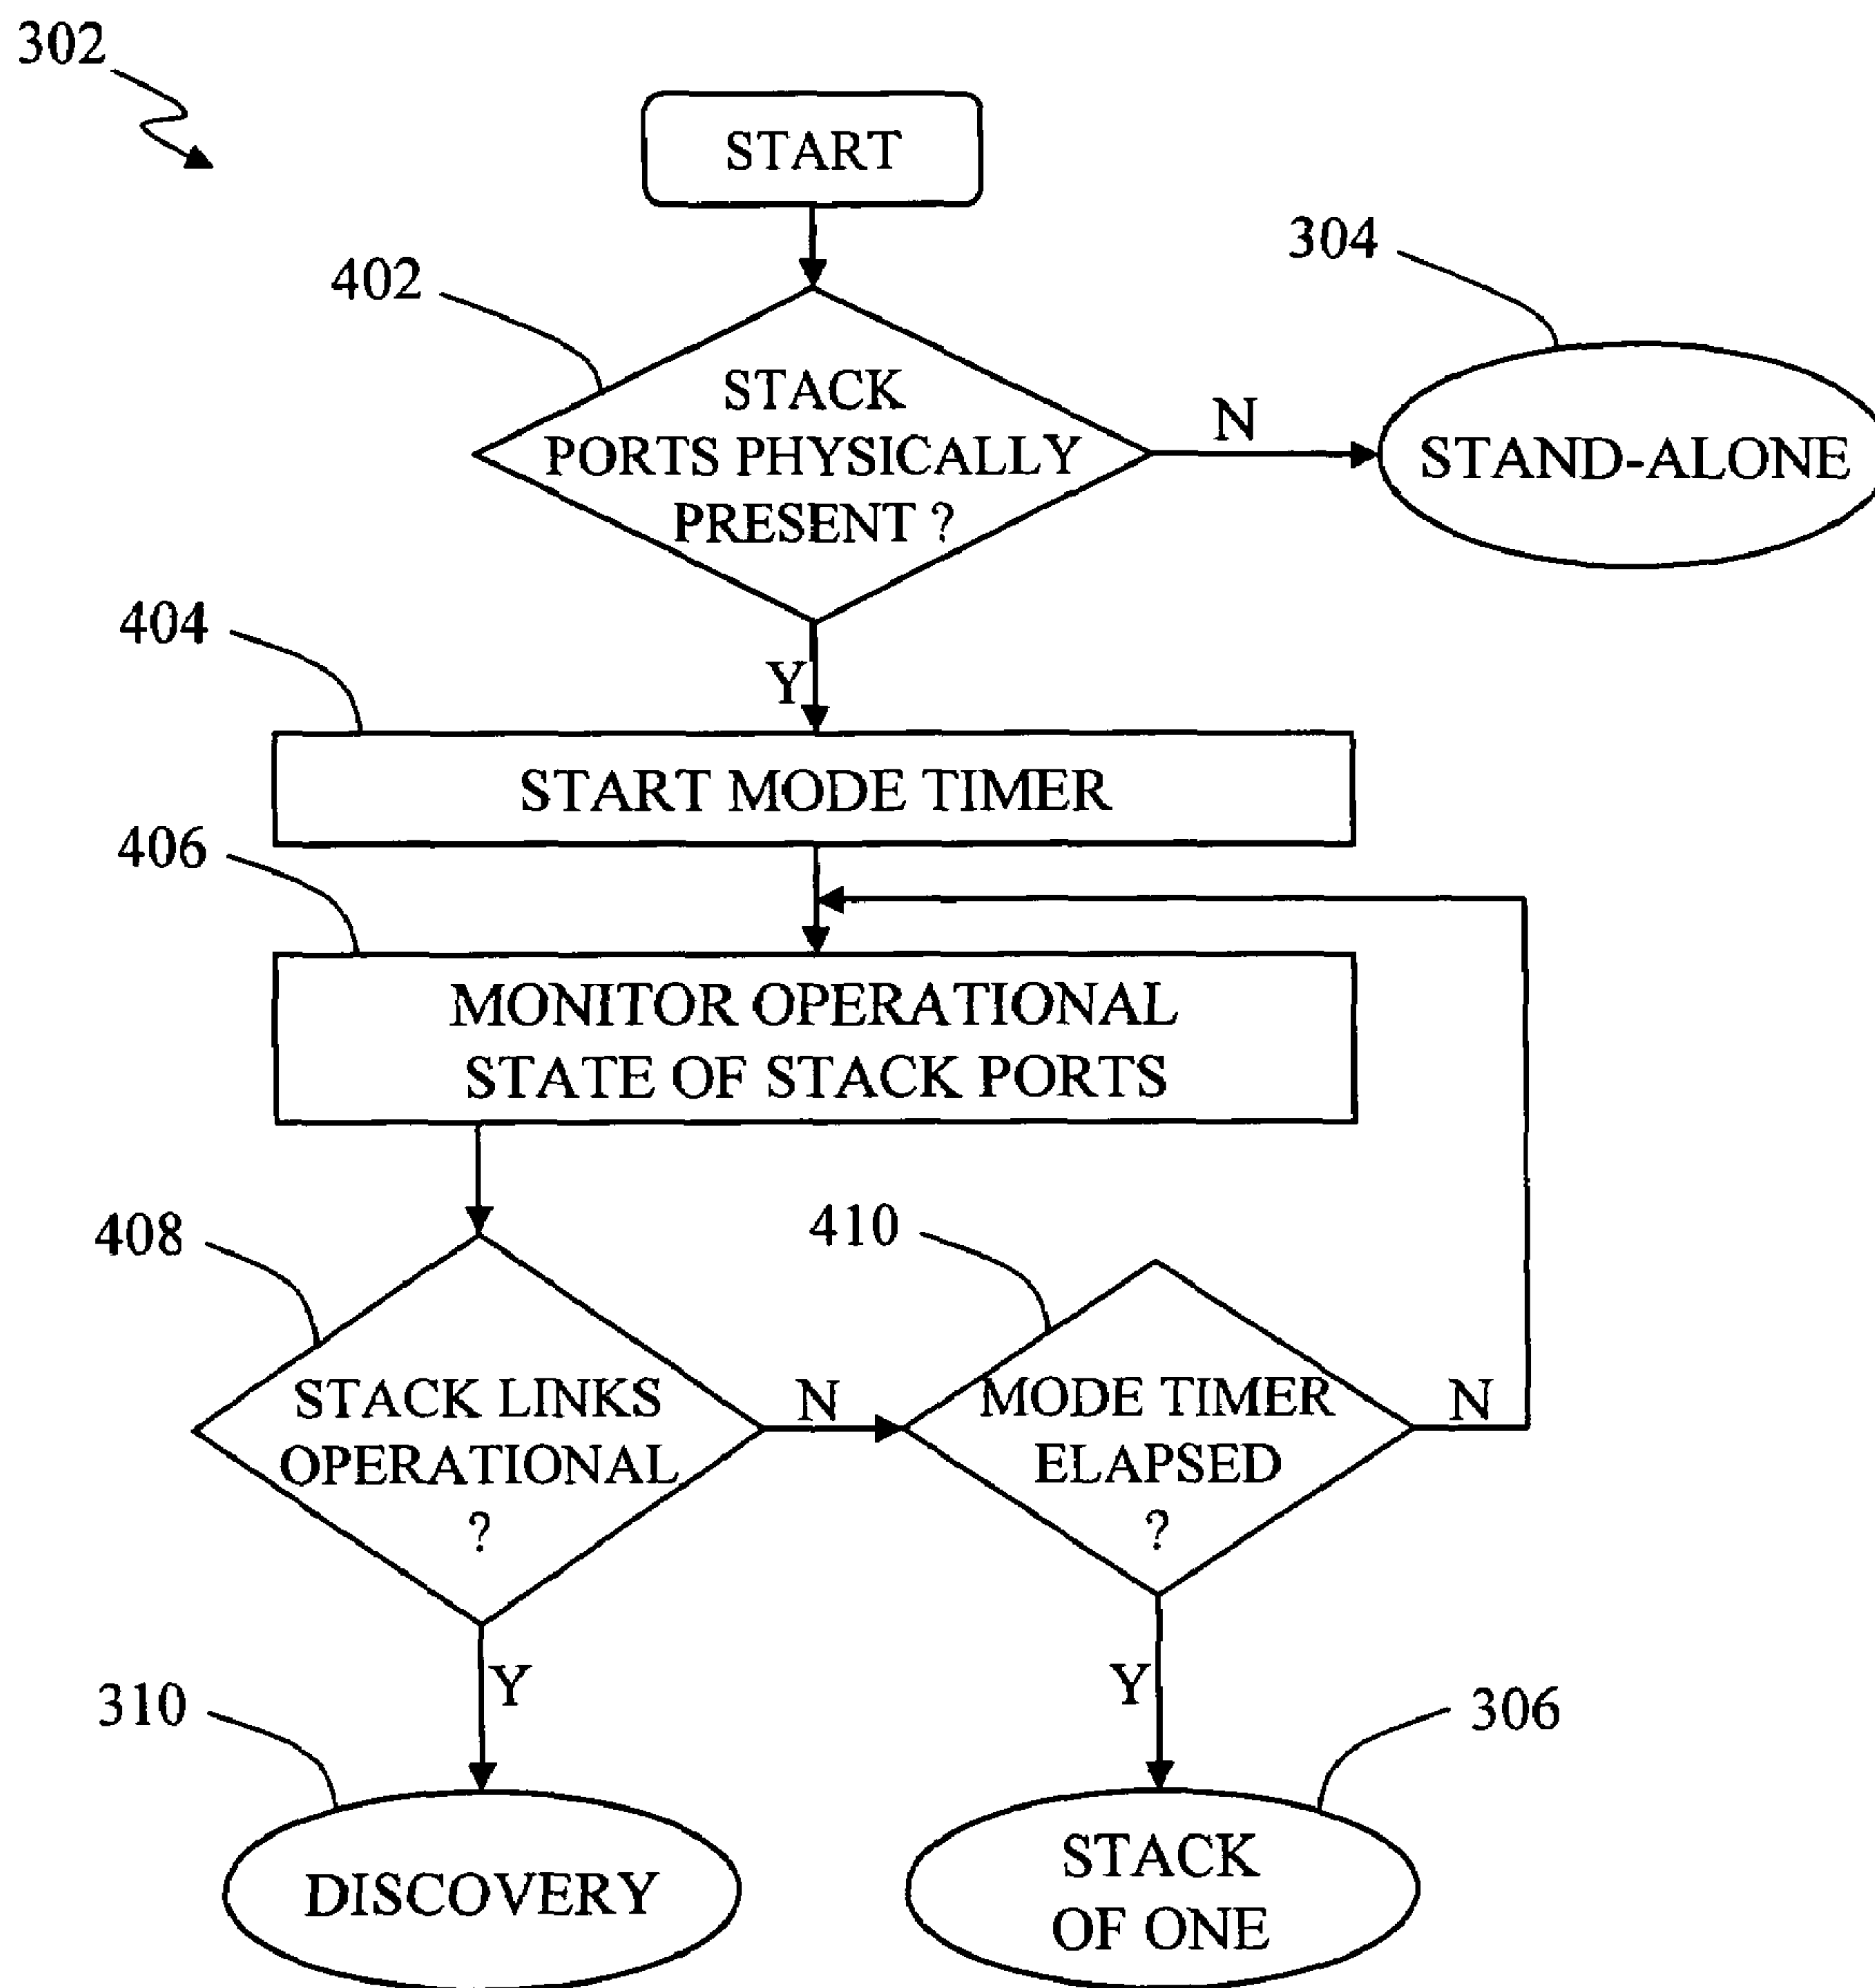 302
START
304
402
STACK
PORTS PHYSICALLY
PRESENT ?
N
STAND-ALONE
404
Y
START MODE TIMER
406
MONITOR OPERATIONAL
STATE OF STACK PORTS
408
410
STACK LINKS
OPERATIONAL
?
N
MODE TIMER
ELAPSED
?
N
310
Y
Y
306
DISCOVERY
STACK
OF ONE